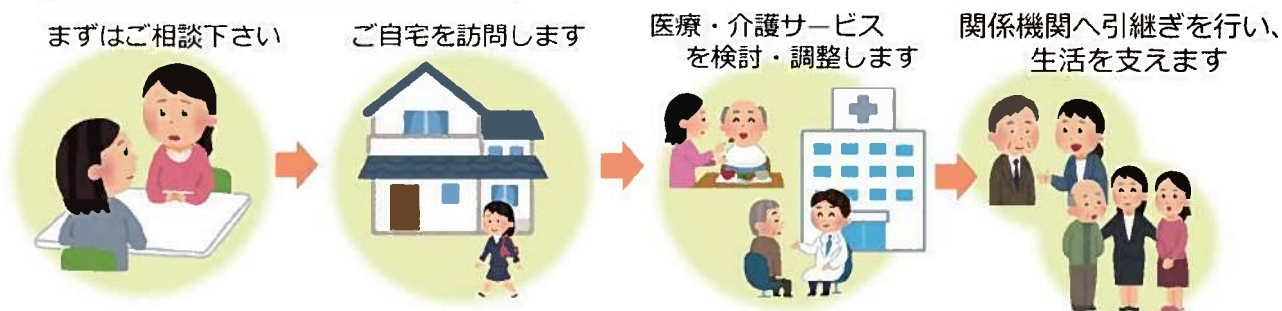 まずはご相談下さい
ご自宅を訪問します
医療・介護サービス
を検討・調整します
関係機関へ引継ぎを行い、
生活を支えます